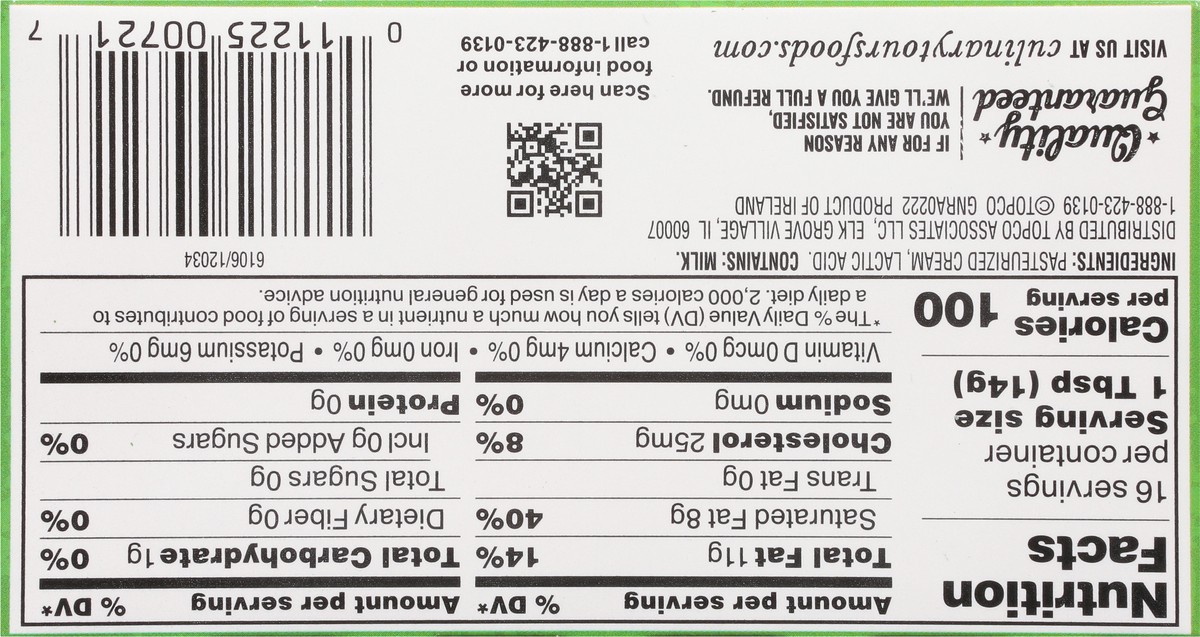 Nutrition
Facts
16 servings
per container
Serving size
1 Tbsp (14g)
Calories
per serving 100
Amount per serving % DV*
Total Fat 11g 14%
Saturated Fat 8g 40%
Trans Fat 0g
Cholesterol 25mg 8%
Sodium 0mg 0%
Amount per serving % DV*
Total Carbohydrate 1g 0%
Dietary Fiber 0g 0%
Total Sugars 0g
Incl 0g Added Sugars 0%
Protein 0g
Vitamin D 0mcg 0% • Calcium 4mg 0% • Iron 0mg 0% • Potassium 6mg 0%
*The % Daily Value (DV) tells you how much a nutrient in a serving of food contributes to
a daily diet. 2,000 calories a day is used for general nutrition advice.
INGREDIENTS: PASTEURIZED CREAM, LACTIC ACID. CONTAINS: MILK.
DISTRIBUTED BY TOPCO ASSOCIATES LLC, ELK GROVE VILLAGE, IL 60007
1-888-423-0139 ©TOPCO GNRA0222 PRODUCT OF IRELAND
Quality
Guaranteed
IF FOR ANY REASON
YOU ARE NOT SATISFIED,
WE'LL GIVE YOU A FULL REFUND.
VISIT US AT culinarytoursfoods.com
Scan here for more
food information or
call 1-888-423-0139
6106/12034
0 11225 00721 7